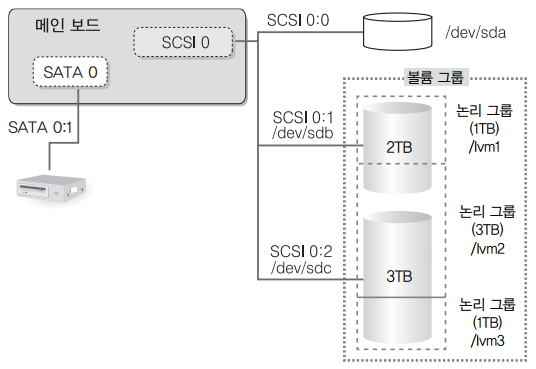 메인 보드
SCSI 0
SATA 0
SATA 0:1
SCSI 0:0
/dev/sda
볼륨 그룹
SCSI 0:1
/dev/sdb
2TB
논리 그룹
(1TB)
/lvm1
논리 그룹
(3TB)
/lvm2
SCSI 0:2
/dev/sdc
3TB
논리 그룹
(1TB)
/lvm3